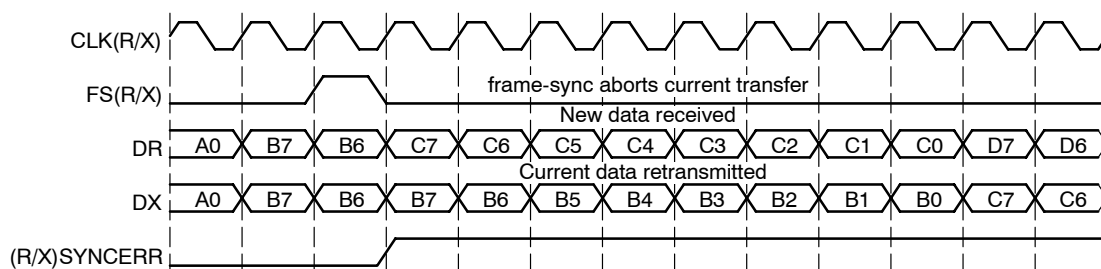 CLK(R/X)
FS(R/X) frame-sync aborts current transfer
New data received
DR A0 B7 B6 C7 C6 C5 C4 C3 C2 C1 C0 D7 D6
Current data retransmitted
DX A0 B7 B6 B7 B6 B5 B4 B3 B2 B1 B0 C7 C6
(R/X)SYNCERR